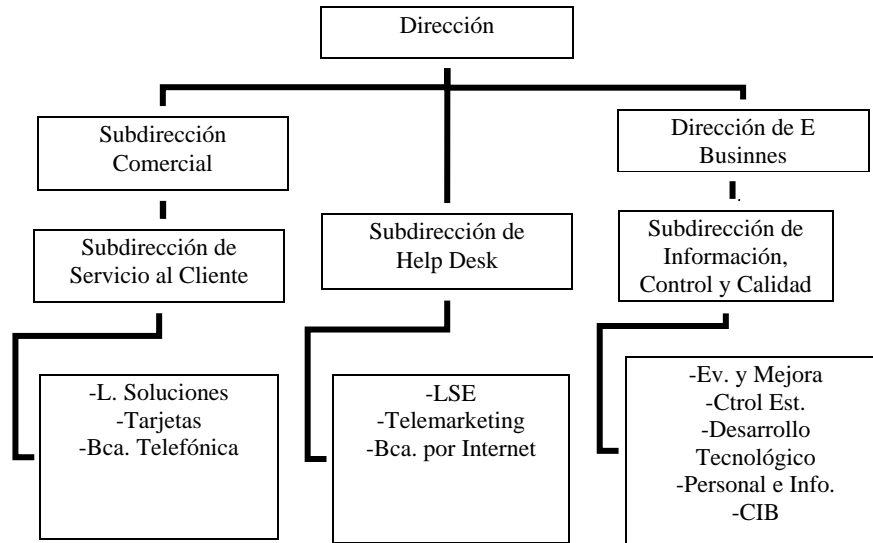 Dirección
Subdirección
Comercial
Dirección de E
Businnes
Subdirección de
Servicio al Cliente
Subdirección de
Help Desk
Subdirección de
Información,
Control y Calidad
-L. Soluciones
-Tarjetas
-Bca. Telefónica
-LSE
-Telemarketing
-Bca. por Internet
-Ev. y Mejora
-Ctrol Est.
-Desarrollo
Tecnológico
-Personal e Info.
-CIB